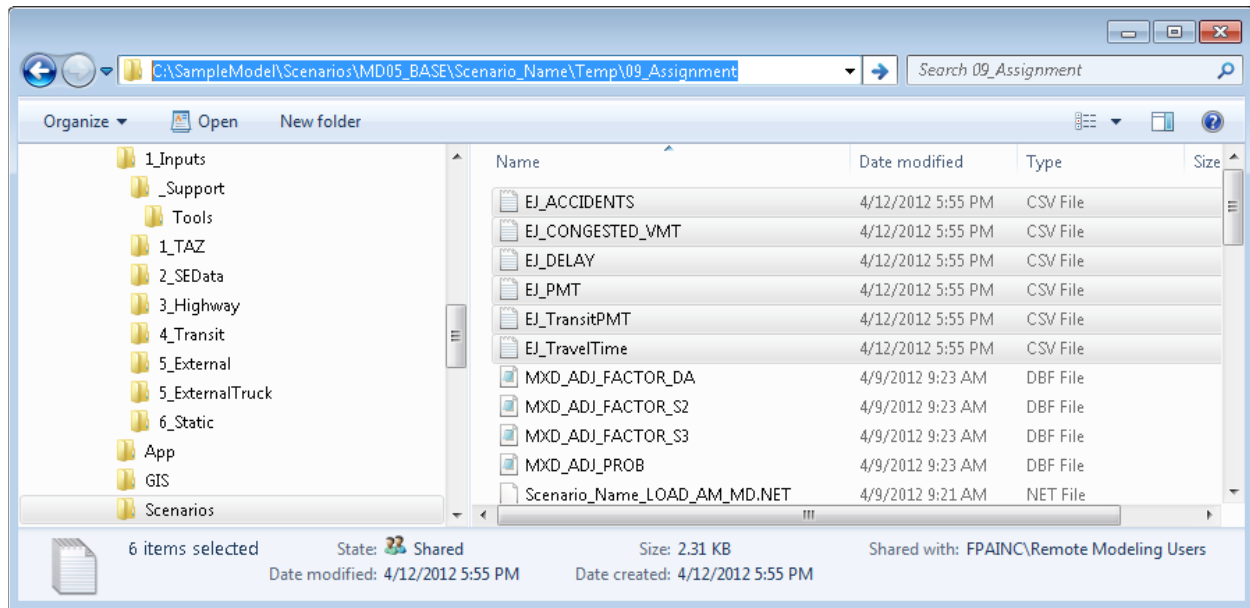 C:\SampleModel\Scenarios\MD05_BASE\Scenario_Name\Temp\09_Assignment
Search 09_Assignment
Organize Open New folder
1_Inputs
_Support
Tools
1_TAZ
2_SEData
3_Highway
4_Transit
5_External
5_ExternalTruck
6_Static
App
GIS
Scenarios
Name Date modified Type Size
EJ_ACCIDENTS 4/12/2012 5:55 PM CSV File
EJ_CONGESTED_VMT 4/12/2012 5:55 PM CSV File
EJ_DELAY 4/12/2012 5:55 PM CSV File
EJ_PMT 4/12/2012 5:55 PM CSV File
EJ_TransitPMT 4/12/2012 5:55 PM CSV File
EJ_TravelTime 4/12/2012 5:55 PM CSV File
MXD_ADJ_FACTOR_DA 4/9/2012 9:23 AM DBF File
MXD_ADJ_FACTOR_S2 4/9/2012 9:23 AM DBF File
MXD_ADJ_FACTOR_S3 4/9/2012 9:23 AM DBF File
MXD_ADJ_PROB 4/9/2012 9:23 AM DBF File
Scenario_Name_LOAD_AM_MD.NET 4/9/2012 9:21 AM NET File
6 items selected State: Shared Size: 2.31 KB Shared with: FPAINC\Remote Modeling Users
Date modified: 4/12/2012 5:55 PM Date created: 4/12/2012 5:55 PM